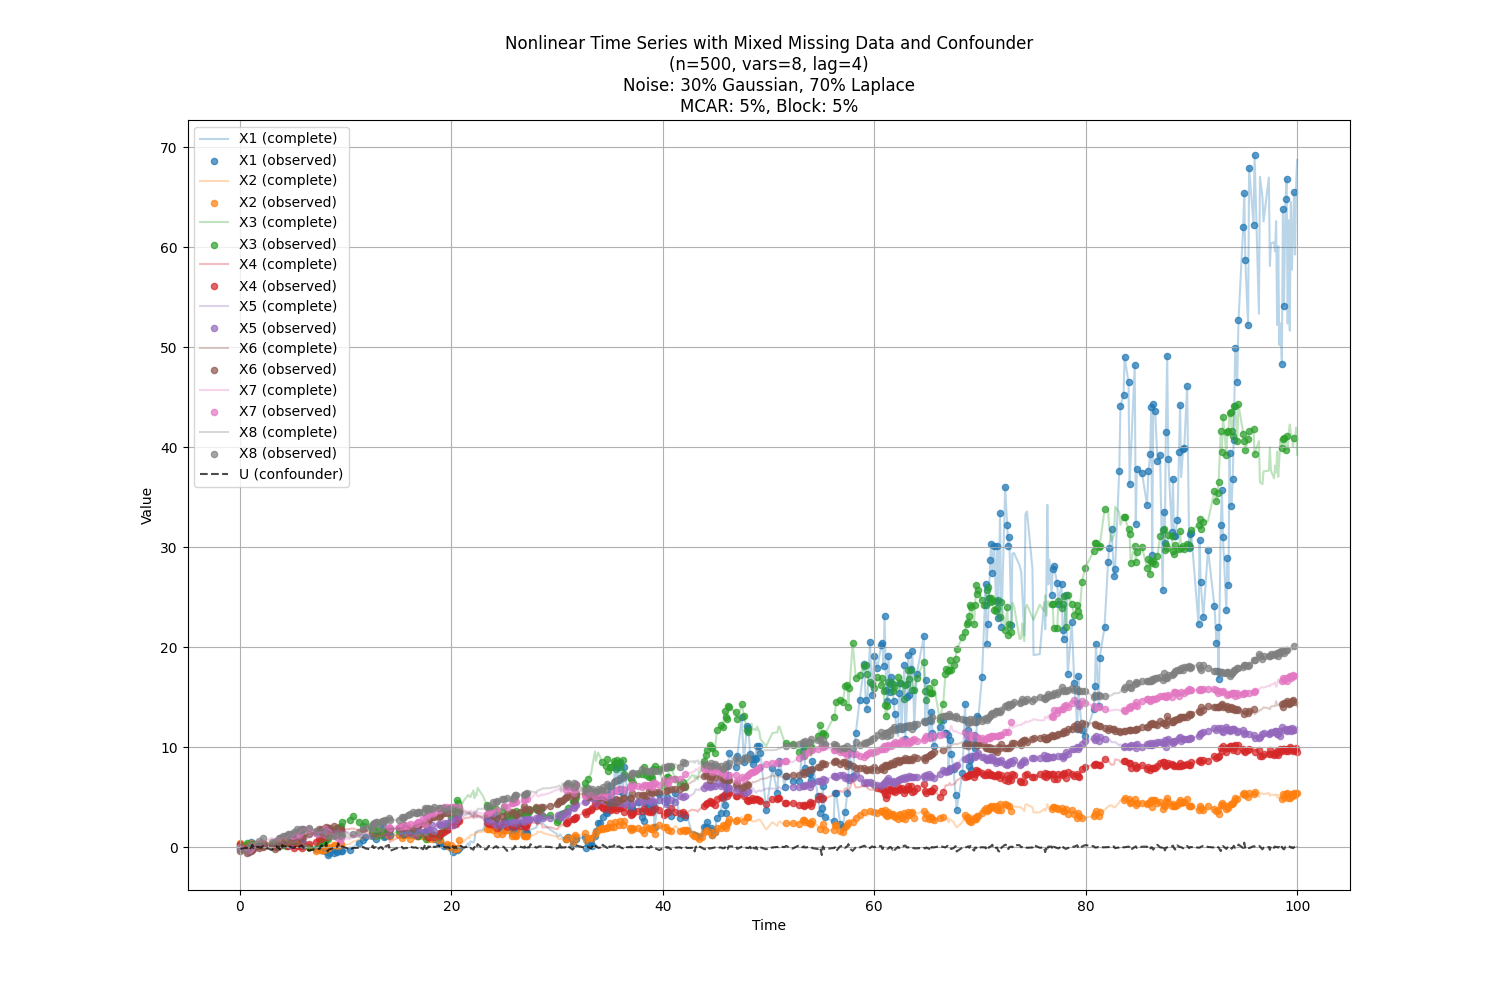 Nonlinear Time Series with Mixed Missing Data and Confounder
(n=500, vars=8, lag=4)
Noise: 30% Gaussian, 70% Laplace
MCAR: 5%, Block: 5%
X1 (complete)
X1 (observed)
X2 (complete)
X2 (observed)
X3 (complete)
X3 (observed)
X4 (complete)
X4 (observed)
X5 (complete)
X5 (observed)
X6 (complete)
X6 (observed)
X7 (complete)
X7 (observed)
X8 (complete)
X8 (observed)
U (confounder)
Value
70
60
50
40
30
20
10
0
0 20 40 60 80 100
Time